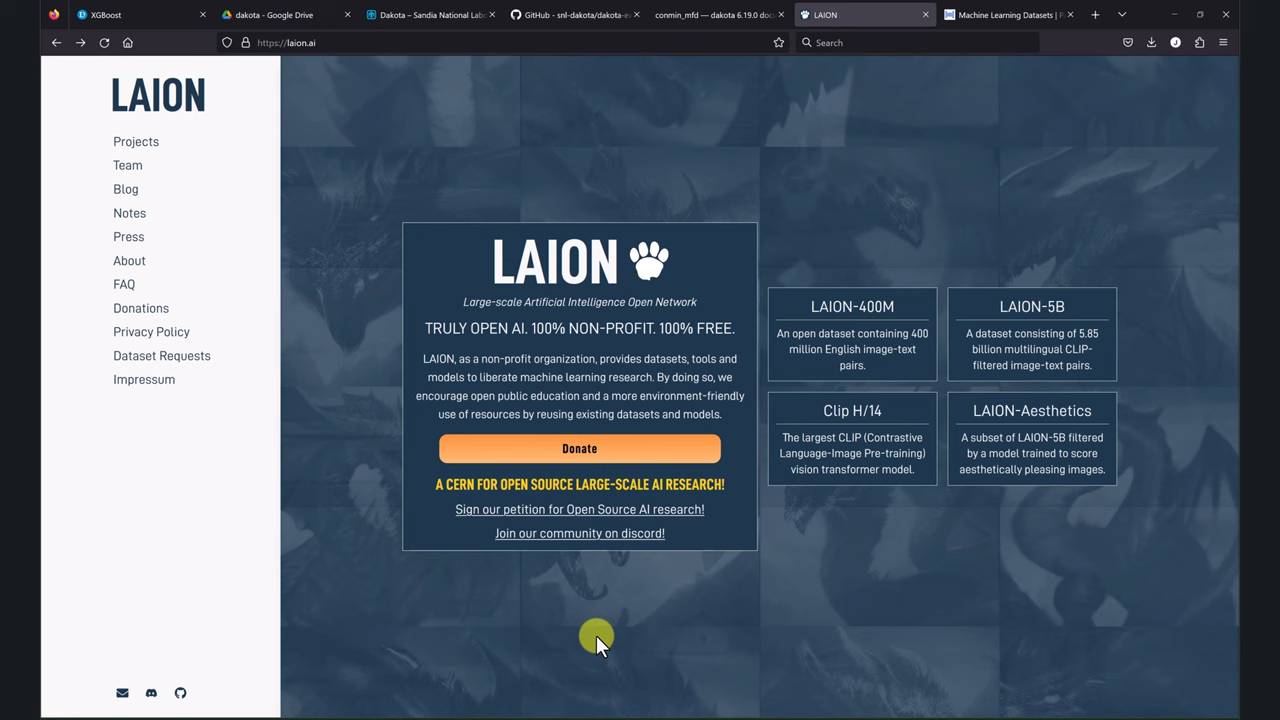 XGBoost
dakota - Google Drive
Dakota – Sandia National Lab
GitHub - snl-dakota/dakota-e
conmin_mfd — dakota 6.19.0 doc
LAION
Machine Learning Datasets | P
https://laion.ai
Search
LAION
Projects
Team
Blog
Notes
Press
About
FAQ
Donations
Privacy Policy
Dataset Requests
Impressum
LAION
Large-scale Artificial Intelligence Open Network
TRULY OPEN AI. 100% NON-PROFIT. 100% FREE.
LAION, as a non-profit organization, provides datasets, tools and
models to liberate machine learning research. By doing so, we
encourage open public education and a more environment-friendly
use of resources by reusing existing datasets and models.
Donate
A CERN FOR OPEN SOURCE LARGE-SCALE AI RESEARCH!
Sign our petition for Open Source AI research!
Join our community on discord!
LAION-400M
An open dataset containing 400
million English image-text
pairs.
LAION-5B
A dataset consisting of 5.85
billion multilingual CLIP-
filtered image-text pairs.
Clip H/14
The largest CLIP (Contrastive
Language-Image Pre-training)
vision transformer model.
LAION-Aesthetics
A subset of LAION-5B filtered
by a model trained to score
aesthetically pleasing images.